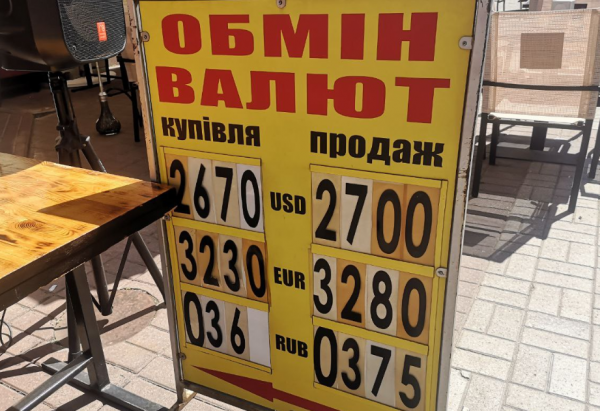 ОБМІН
ВАЛЮТ
купівля продаж
2670 USD 2700
3230 EUR 3280
036 RUB 0375